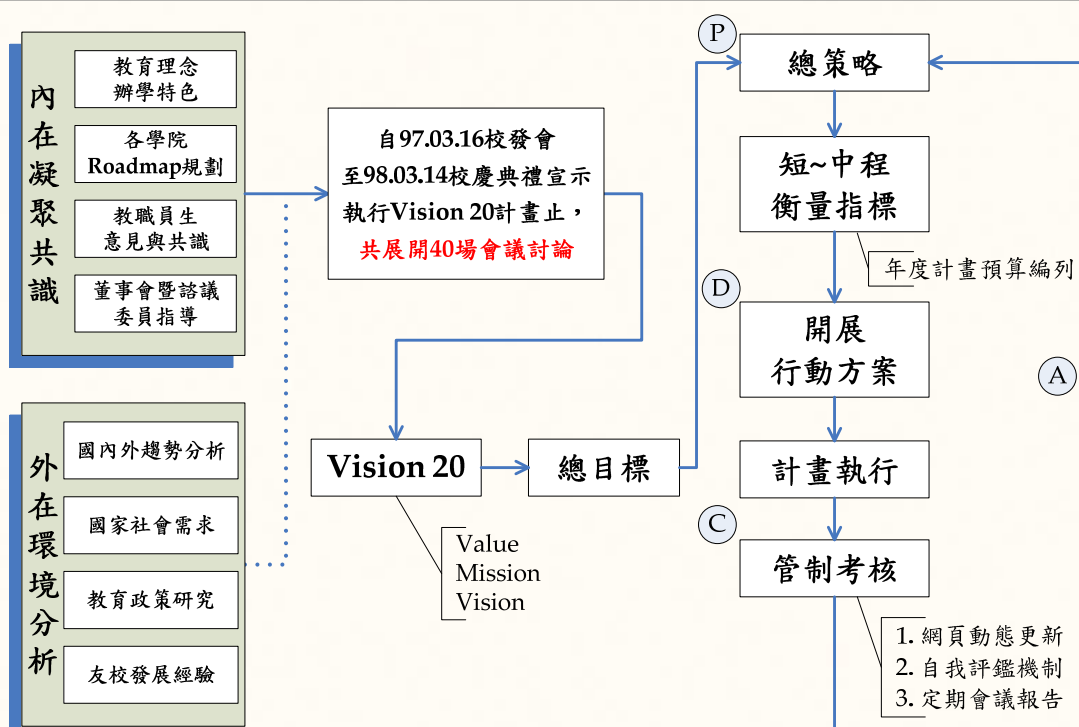 內在凝聚共識
教育理念
辦學特色
各學院
Roadmap規劃
教職員生
意見與共識
董事會暨諮議
委員指導
外在環境分析
國內外趨勢分析
國家社會需求
教育政策研究
友校發展經驗
自97.03.16校發會
至98.03.14校慶典禮宣示
執行Vision 20計畫止，
共展開40場會議討論
Vision 20
Value
Mission
Vision
總目標
P
總策略
短~中程
衡量指標
年度計畫預算編列
D
開展
行動方案
計畫執行
C
管制考核
1. 網頁動態更新
2. 自我評鑑機制
3. 定期會議報告
A